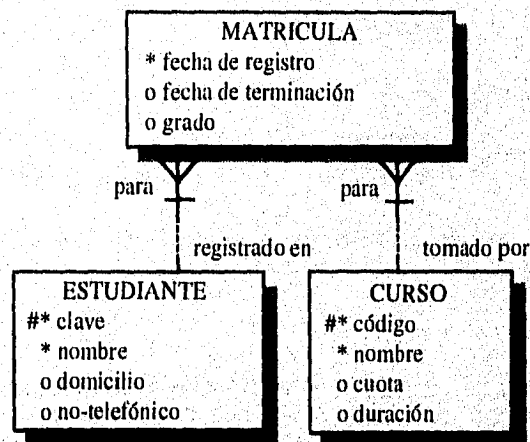 MATRICULA
* fecha de registro
o fecha de terminación
o grado
para
para
registrado en
tomado por
ESTUDIANTE
#* clave
* nombre
o domicilio
o no-telefónico
CURSO
#* código
* nombre
o cuota
o duración